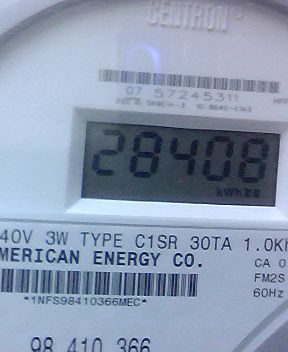 CENTRON®
07 57245311
28408
kWh
40V 3W TYPE C1SR 30TA 1.0Kh
MERICAN ENERGY CO.
CA 0
FM2S
*1NFS98410366MEC*
60Hz
98 410 366